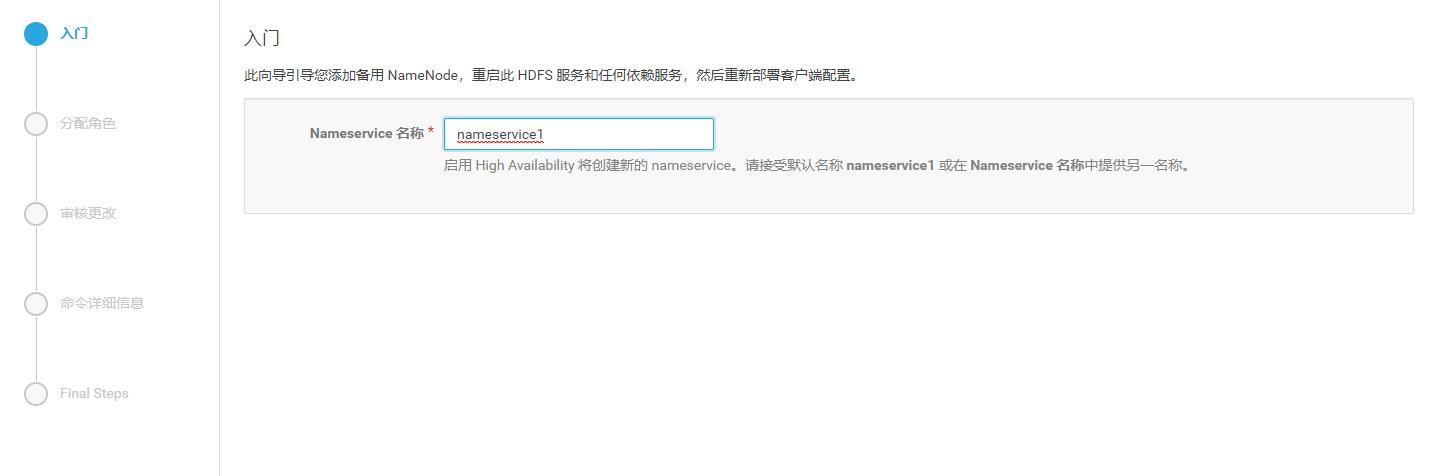 入门
分配角色
审核更改
命令详细信息
Final Steps
入门
此向导引导您添加备用 NameNode，重启此 HDFS 服务和任何依赖服务，然后重新部署客户端配置。
Nameservice 名称 * nameservice1
启用 High Availability 将创建新的 nameservice。请接受默认名称 nameservice1 或在 Nameservice 名称中提供另一名称。